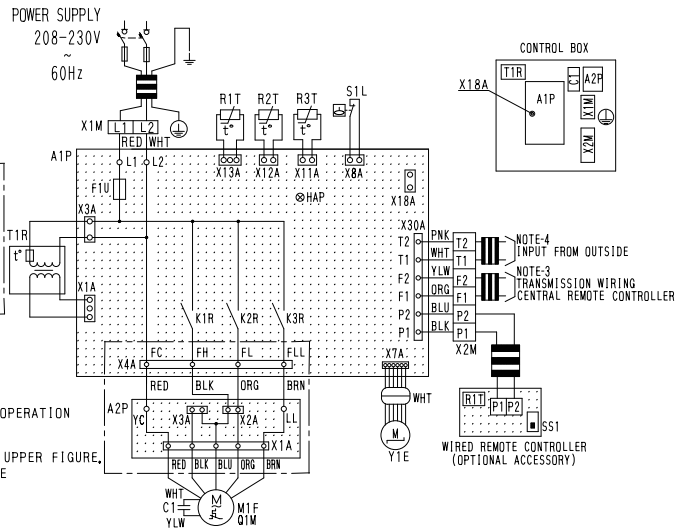 POWER SUPPLY
208-230V
~
60Hz
CONTROL BOX
T1R
C1
A2P
X18A
A1P
X1M
X2M
R1T
R2T
R3T
S1L
t°
t°
t°
X1M
L1
L2
RED
WHT
A1P
L1
L2
X13A
X12A
X11A
X8A
F1U
HAP
X18A
X3A
X30A
T1R
t°
X1A
T2
PNK
T2
NOTE-4
INPUT FROM OUTSIDE
T1
WHT
T1
F2
YLW
F2
NOTE-3
TRANSMISSION WIRING
CENTRAL REMOTE CONTROLLER
F1
ORG
F1
P2
BLU
P2
P1
BLK
P1
X2M
K1R
K2R
K3R
FC
FH
FL
FLL
X4A
X7A
RED
BLK
ORG
BRN
WHT
A2P
YC
X3A
X2A
LL
X1A
M
Y1E
R1T
P1
P2
SS1
WIRED REMOTE CONTROLLER
(OPTIONAL ACCESSORY)
OPERATION
UPPER FIGURE.
E
RED
BLK
BLU
ORG
BRN
WHT
C1
YLW
M
~
M1F
Q1M